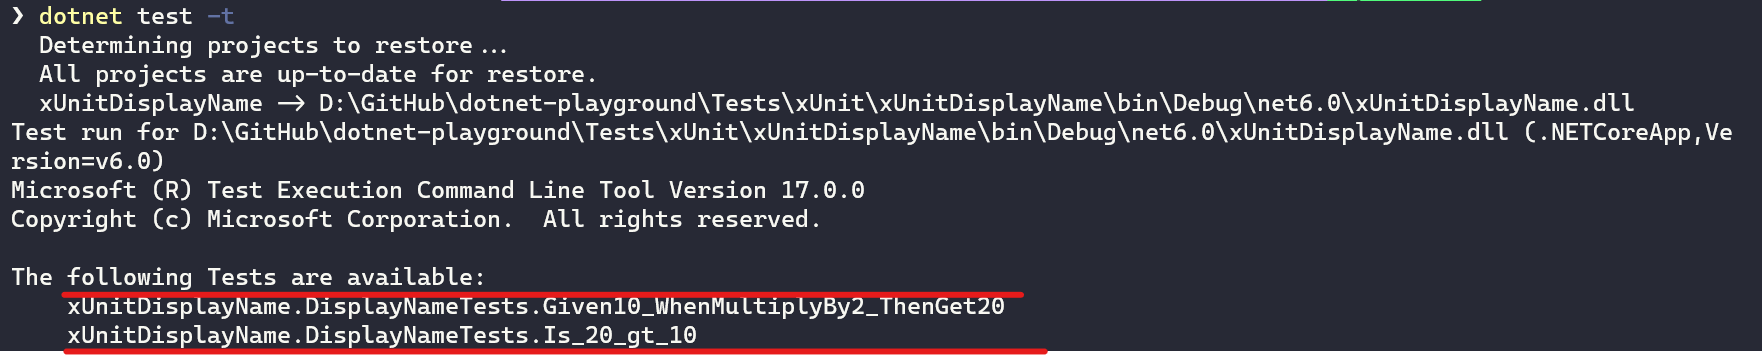 ❯ dotnet test -t
Determining projects to restore...
All projects are up-to-date for restore.
xUnitDisplayName -> D:\GitHub\dotnet-playground\Tests\xUnit\xUnitDisplayName\bin\Debug\net6.0\xUnitDisplayName.dll
Test run for D:\GitHub\dotnet-playground\Tests\xUnit\xUnitDisplayName\bin\Debug\net6.0\xUnitDisplayName.dll (.NETCoreApp,Ve
rsion=v6.0)
Microsoft (R) Test Execution Command Line Tool Version 17.0.0
Copyright (c) Microsoft Corporation.  All rights reserved.
The following Tests are available:
xUnitDisplayName.DisplayNameTests.Given10_WhenMultiplyBy2_ThenGet20
xUnitDisplayName.DisplayNameTests.Is_20_gt_10